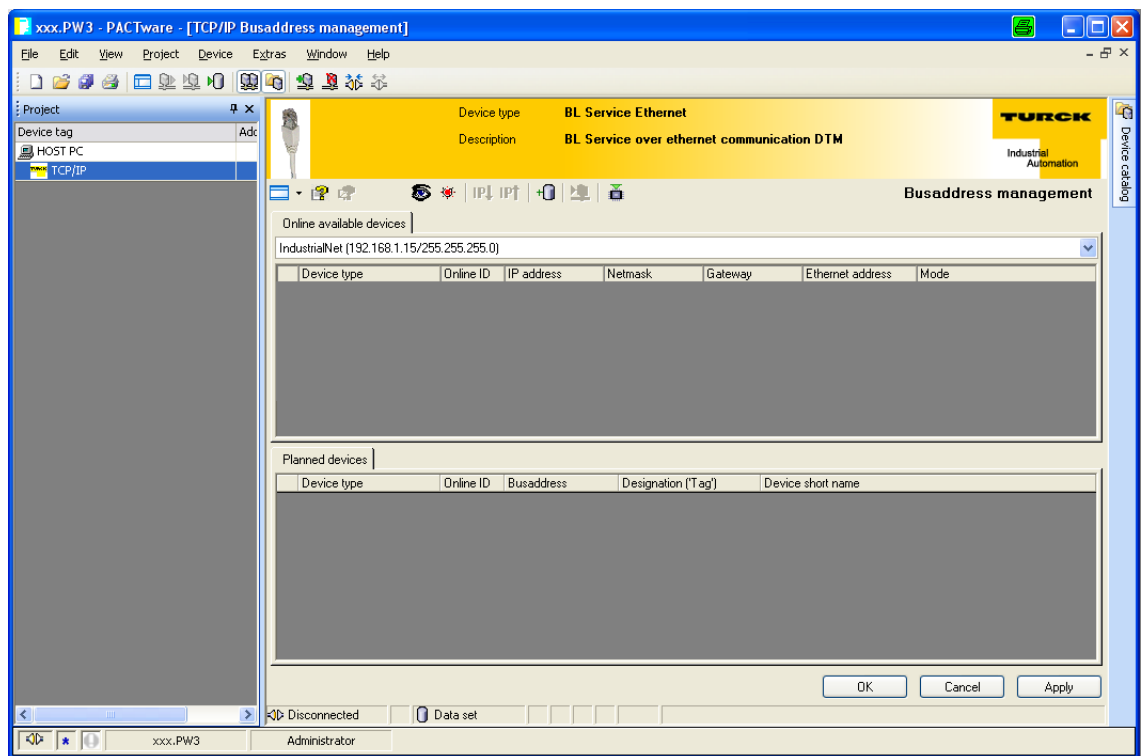 xxx.PW3 - PACTware - [TCP/IP Busaddress management]
File Edit View Project Device Extras Window Help
Project
Device tag Adc
HOST PC
TURCK TCP/IP
Device type BL Service Ethernet
Description BL Service over ethernet communication DTM
TURCK
Industrial
Automation
Device catalog
IP IP Busaddress management
Online available devices
IndustrialNet (192.168.1.15/255.255.255.0)
Device type Online ID IP address Netmask Gateway Ethernet address Mode
Planned devices
Device type Online ID Busaddress Designation ('Tag') Device short name
OK Cancel Apply
Disconnected Data set
xxx.PW3 Administrator